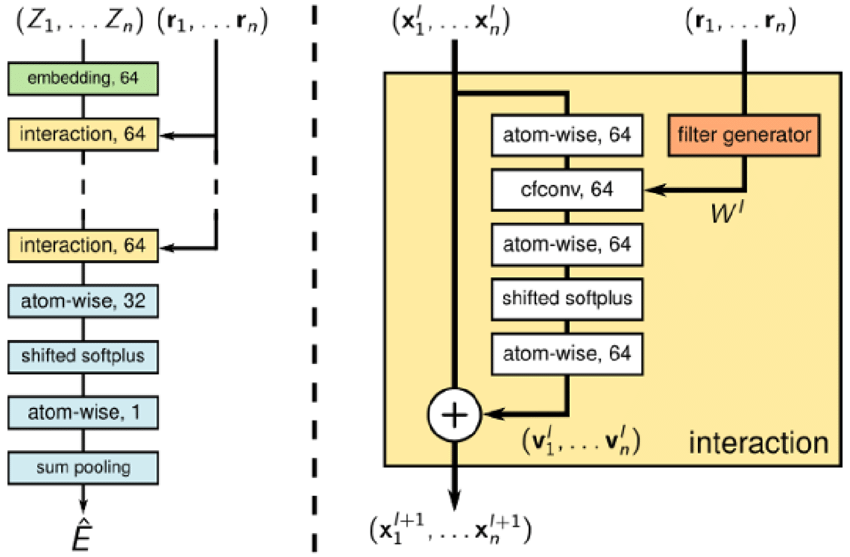 (Z₁, . . . Zₙ) (r₁, . . . rₙ)
embedding, 64
interaction, 64
interaction, 64
atom-wise, 32
shifted softplus
atom-wise, 1
sum pooling
Ê
(x₁ˡ, . . . xₙˡ) (r₁, . . . rₙ)
atom-wise, 64
filter generator
cfconv, 64
Wˡ
atom-wise, 64
shifted softplus
atom-wise, 64
+
(v₁ˡ, . . . vₙˡ)
interaction
(x₁ˡ⁺¹, . . . xₙˡ⁺¹)